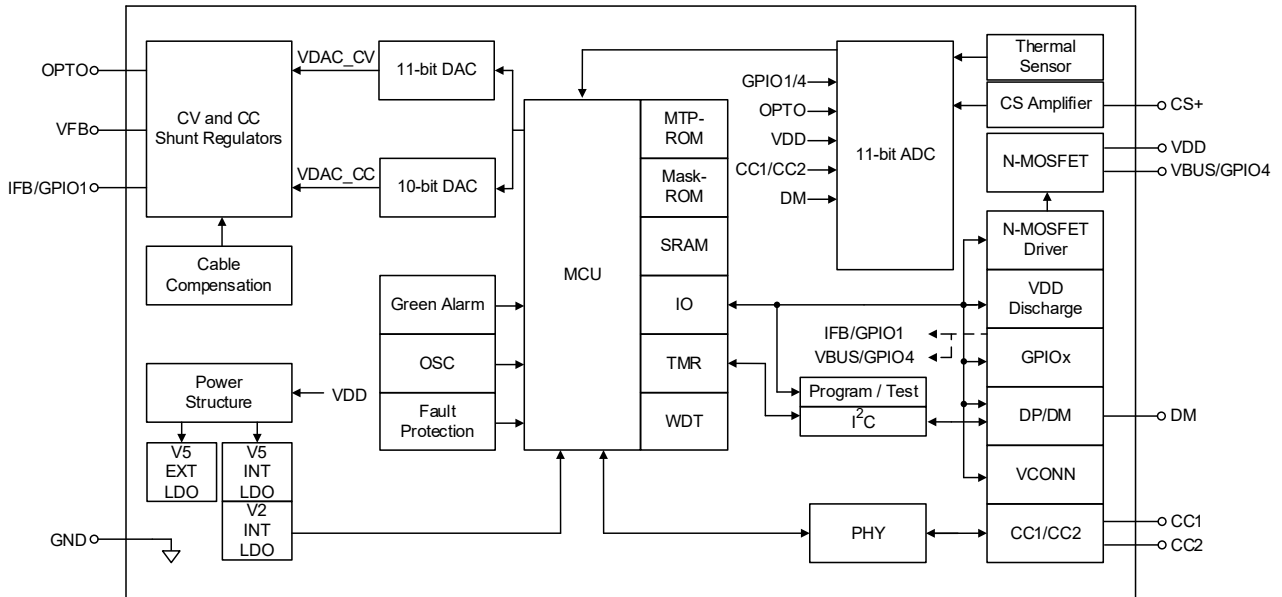 OPTO
VFB
IFB/GPIO1
CV and CC
Shunt Regulators
VDAC_CV
VDAC_CC
11-bit DAC
10-bit DAC
Cable
Compensation
Green Alarm
OSC
Fault
Protection
Power
Structure
VDD
V5
EXT
LDO
V5
INT
LDO
V2
INT
LDO
GND
MCU
MTP-
ROM
Mask-
ROM
SRAM
IO
TMR
WDT
GPIO1/4
OPTO
VDD
CC1/CC2
DM
11-bit ADC
Thermal
Sensor
CS Amplifier
N-MOSFET
N-MOSFET
Driver
VDD
Discharge
GPIOx
DP/DM
VCONN
CC1/CC2
IFB/GPIO1
VBUS/GPIO4
Program / Test
I2C
PHY
CS+
VDD
VBUS/GPIO4
DM
CC1
CC2